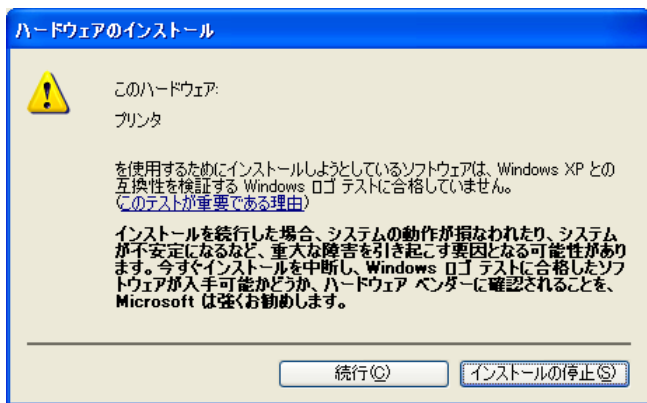 ハードウェアのインストール
このハードウェア:
プリンタ
を使用するためにインストールしようとしているソフトウェアは、Windows XP との
互換性を検証する Windows ロゴ テストに合格していません。
(このテストが重要である理由)
インストールを続行した場合、システムの動作が損なわれたり、システム
が不安定になるなど、重大な障害を引き起こす要因となる可能性があり
ます。今すぐインストールを中断し、Windows ロゴ テストに合格したソフ
トウェアが入手可能かどうか、ハードウェア ベンダーに確認されることを、
Microsoft は強くお勧めします。
続行(C)
インストールの停止(S)